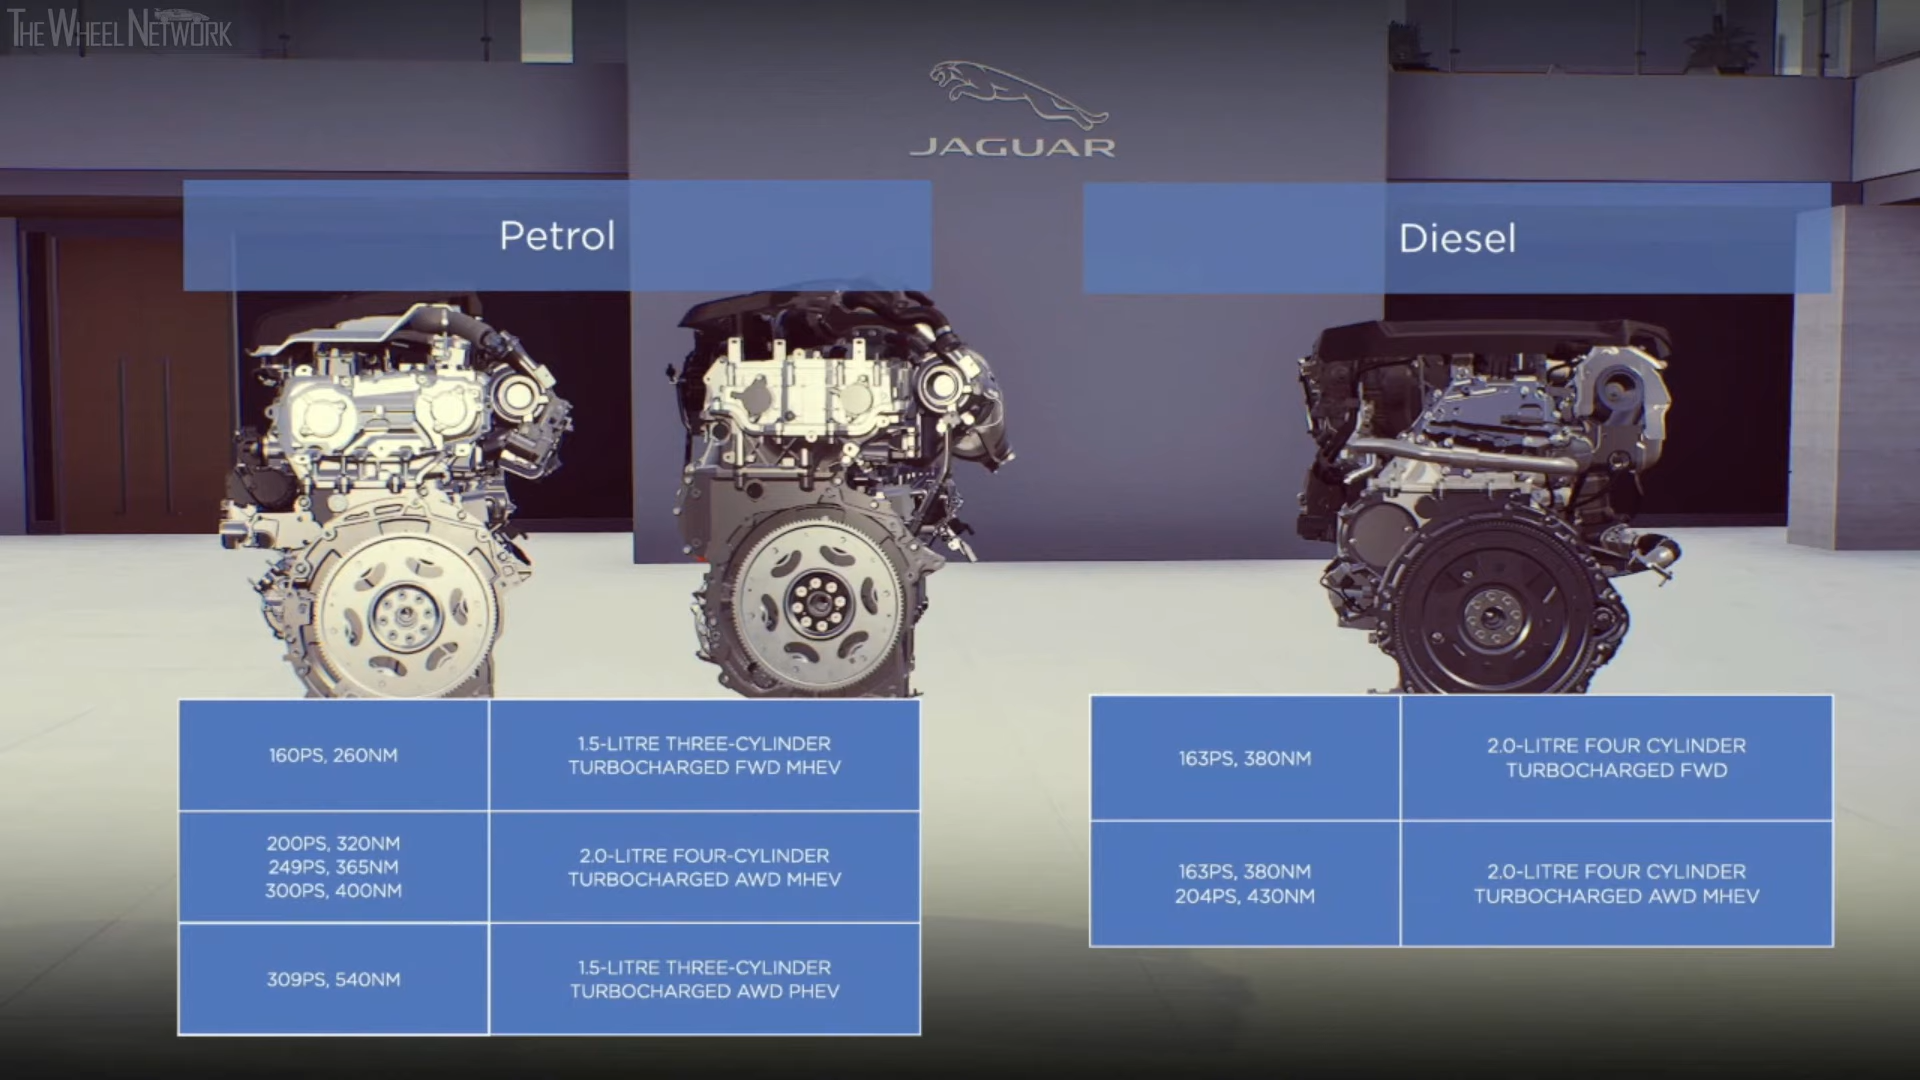 THE WHEEL NETWORK
JAGUAR
Petrol
160PS, 260NM
1.5-LITRE THREE-CYLINDER
TURBOCHARGED FWD MHEV
200PS, 320NM
249PS, 365NM
300PS, 400NM
2.0-LITRE FOUR-CYLINDER
TURBOCHARGED AWD MHEV
309PS, 540NM
1.5-LITRE THREE-CYLINDER
TURBOCHARGED AWD PHEV
Diesel
163PS, 380NM
2.0-LITRE FOUR CYLINDER
TURBOCHARGED FWD
163PS, 380NM
204PS, 430NM
2.0-LITRE FOUR CYLINDER
TURBOCHARGED AWD MHEV